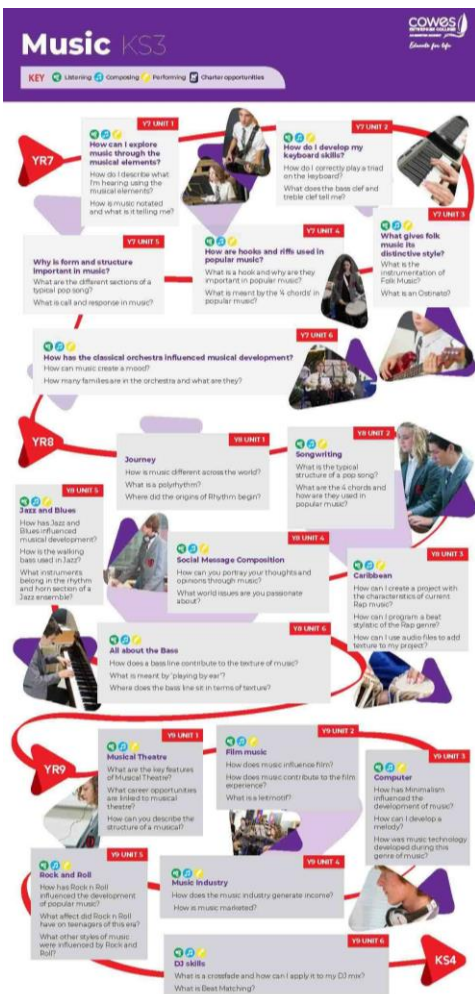 Music KS3
cowes
ENTERPRISE COLLEGE
Educate for life
KEY Listening Composing Performing Charter opportunities
YR7
Y7 UNIT 1
How can I explore
music through the
musical elements?
How do I describe what
I'm hearing using the
musical elements?
How is music notated
and what is it telling me?
Y7 UNIT 2
How do I develop my
keyboard skills?
How do I correctly play a triad
on the keyboard?
What does the bass clef and
treble clef tell me?
Y7 UNIT 3
What gives folk
music its
distinctive style?
What is the
instrumentation of
Folk Music?
What is an Ostinato?
Y7 UNIT 4
How are hooks and riffs used in
popular music?
What is a hook and why are they
important in popular music?
What is meant by the '4 chords' in
popular music?
Y7 UNIT 5
Why is form and structure
important in music?
What are the different sections of a
typical pop song?
What is call and response in music?
Y7 UNIT 6
How has the classical orchestra influenced musical development?
How can music create a mood?
How many families are in the orchestra and what are they?
YR8
Y8 UNIT 1
Journey
How is music different across the world?
What is a polyrhythm?
Where did the origins of Rhythm begin?
Y8 UNIT 2
Songwriting
What is the typical
structure of a pop song?
What are the 4 chords and
how are they used in
popular music?
Y8 UNIT 3
Caribbean
How can I create a project with
the characteristics of current
Rap music?
How can I program a beat
stylistic of the Rap genre?
How can I use audio files to add
texture to my project?
Y8 UNIT 4
Social Message Composition
How can you portray your thoughts and
opinions through music?
What world issues are you passionate
about?
Y8 UNIT 5
Jazz and Blues
How has Jazz and
Blues influenced
musical development?
How is the walking
bass used in Jazz?
What instruments
belong in the rhythm
and horn section of a
Jazz ensemble?
Y8 UNIT 6
All about the Bass
How does a bass line contribute to the texture of music?
What is meant by 'playing by ear'?
Where does the bass line sit in terms of texture?
YR9
Y9 UNIT 1
Musical Theatre
What are the key features
of Musical Theatre?
What career opportunities
are linked to musical
theatre?
How can you describe the
structure of a musical?
Y9 UNIT 2
Film music
How does music influence film?
How does music contribute to the film
experience?
What is a leitmotif?
Y9 UNIT 3
Computer
How has Minimalism
influenced the
development of music?
How can I develop a
melody?
How was music technology
developed during this
genre of music?
Y9 UNIT 4
Music Industry
How does the music industry generate income?
How is music marketed?
Y9 UNIT 5
Rock and Roll
How has Rock n Roll
influenced the development
of popular music?
What affect did Rock n Roll
have on teenagers of this era?
What other styles of music
were influenced by Rock and
Roll?
Y9 UNIT 6
DJ skills
What is a crossfade and how can I apply it to my DJ mix?
What is Beat Matching?
KS4